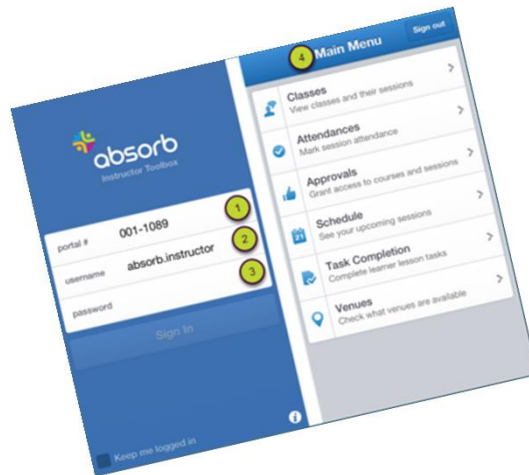 absorb
Instructor Toolbox
portal # 001-1089 1
username absorb.instructor 2
password 3
Sign In
Keep me logged in
i
4 Main Menu Sign out
Classes
View classes and their sessions
Attendances
Mark session attendance
Approvals
Grant access to courses and sessions
21
Schedule
See your upcoming sessions
Task Completion
Complete learner lesson tasks
Venues
Check what venues are available